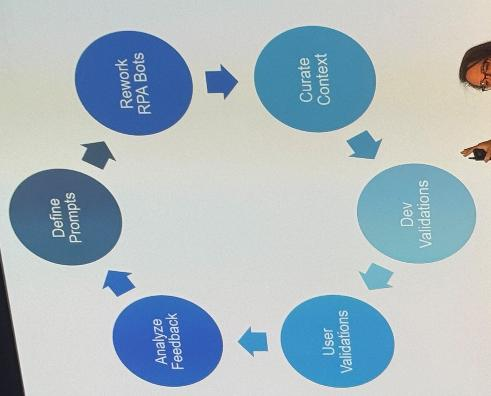 Define
Prompts
Rework
RPA Bots
Curate
Context
Dev
Validations
User
Validations
Analyze
Feedback